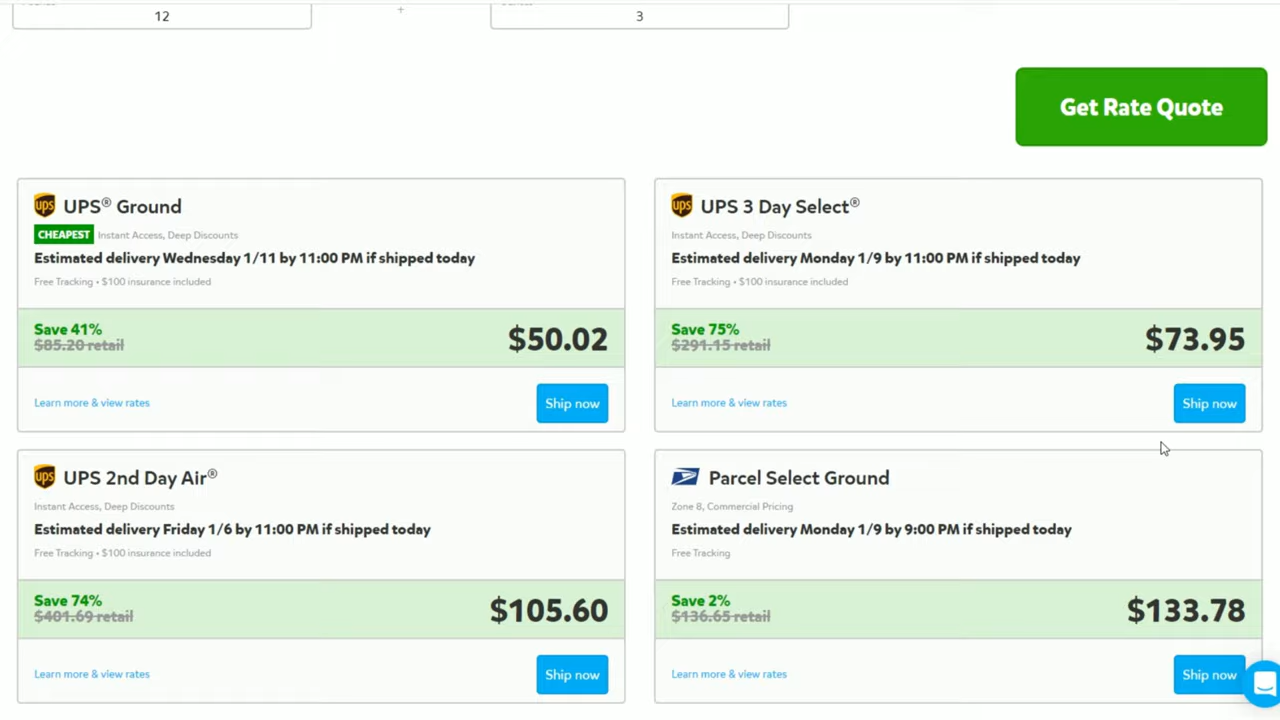 12
+
3
Get Rate Quote
ups UPS® Ground
CHEAPEST Instant Access, Deep Discounts
Estimated delivery Wednesday 1/11 by 11:00 PM if shipped today
Free Tracking • $100 insurance included
Save 41%
$85.20 retail
$50.02
Learn more & view rates
Ship now
ups UPS 3 Day Select®
Instant Access, Deep Discounts
Estimated delivery Monday 1/9 by 11:00 PM if shipped today
Free Tracking • $100 insurance included
Save 75%
$291.15 retail
$73.95
Learn more & view rates
Ship now
ups UPS 2nd Day Air®
Instant Access, Deep Discounts
Estimated delivery Friday 1/6 by 11:00 PM if shipped today
Free Tracking • $100 insurance included
Save 74%
$401.69 retail
$105.60
Learn more & view rates
Ship now
Parcel Select Ground
Zone 8, Commercial Pricing
Estimated delivery Monday 1/9 by 9:00 PM if shipped today
Free Tracking
Save 2%
$136.65 retail
$133.78
Learn more & view rates
Ship now